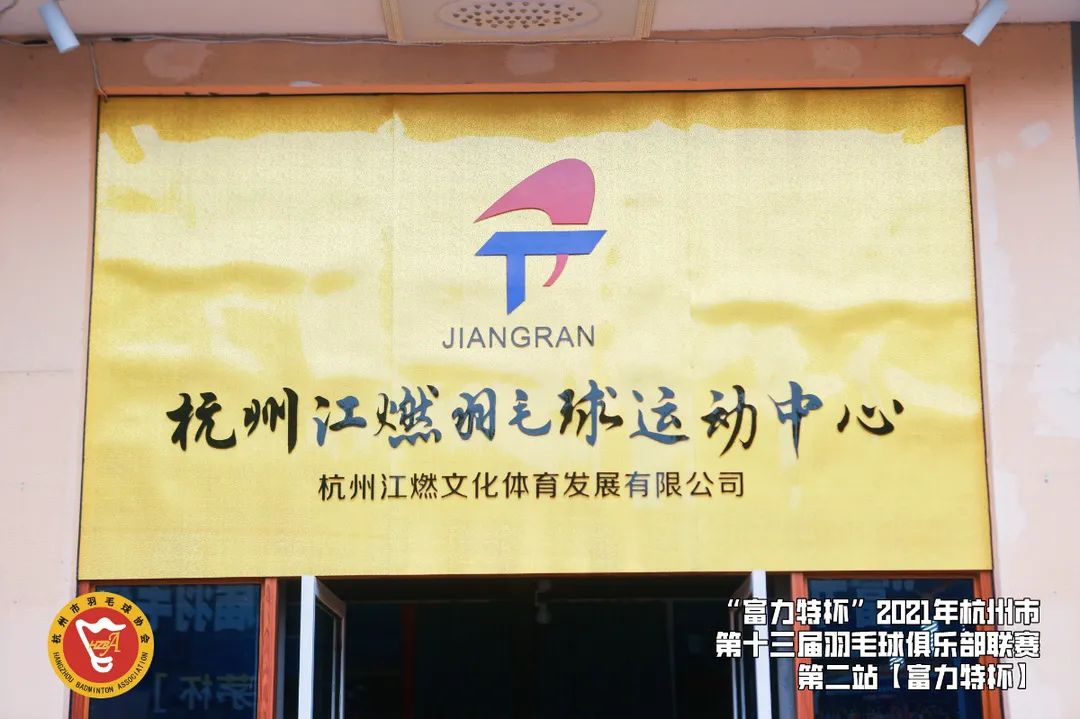 JIANGRAN
杭州江燃羽毛球运动中心
杭州江燃文化体育发展有限公司
杭州市羽毛球协会
HZBA
HANGZHOU BADMINTON ASSOCIATION
“富力特杯”2021年杭州市
第十三届羽毛球俱乐部联赛
第二站【富力特杯】